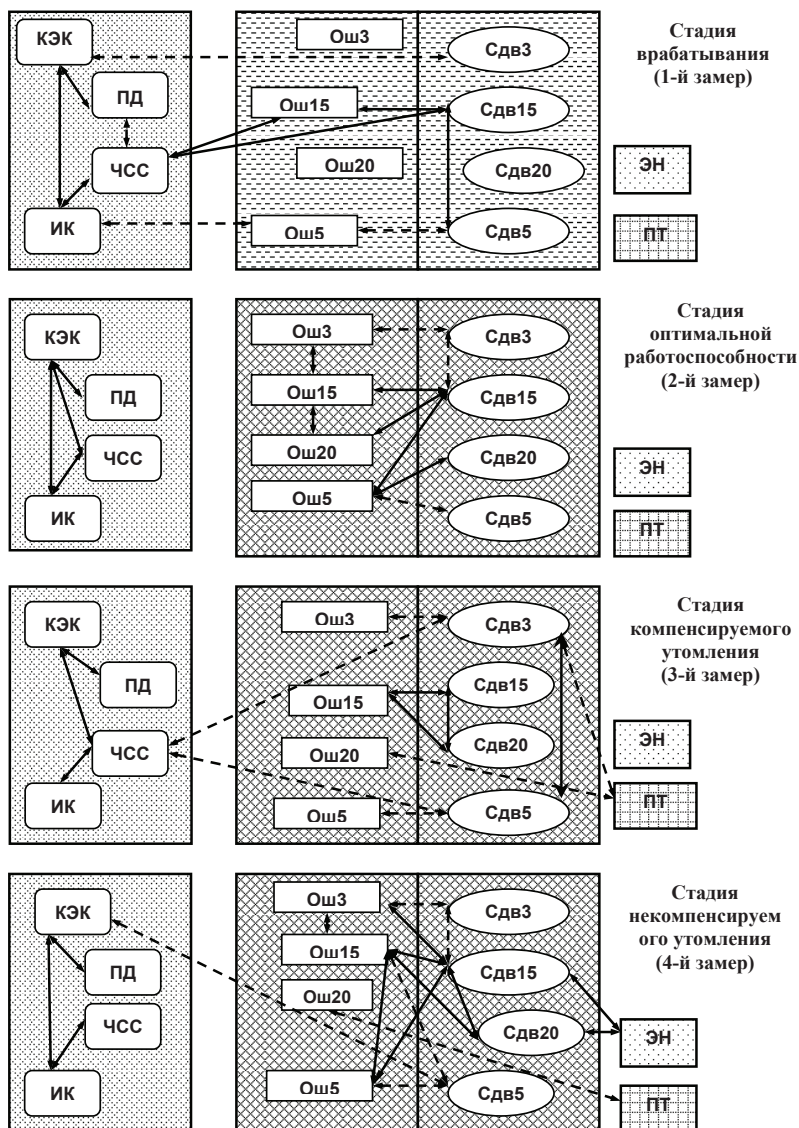 КЭК
ПД
ЧСС
ИК
Ош3
Ош15
Ош20
Ош5
Сдв3
Сдв15
Сдв20
Сдв5
Стадия
врабатывания
(1-й замер)
ЭН
ПТ
КЭК
ПД
ЧСС
ИК
Ош3
Ош15
Ош20
Ош5
Сдв3
Сдв15
Сдв20
Сдв5
Стадия
оптимальной
работоспособности
(2-й замер)
ЭН
ПТ
КЭК
ПД
ЧСС
ИК
Ош3
Ош15
Ош20
Ош5
Сдв3
Сдв15
Сдв20
Сдв5
Стадия
компенсируемого
утомления
(3-й замер)
ЭН
ПТ
КЭК
ПД
ЧСС
ИК
Ош3
Ош15
Ош20
Ош5
Сдв3
Сдв15
Сдв20
Сдв5
Стадия
некомпенсируем
ого утомления
(4-й замер)
ЭН
ПТ